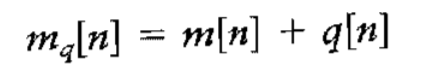 m_q[n] = m[n] + q[n]